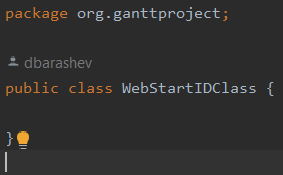 package org.ganttproject;
dbarashev
public class WebStartIDClass {
}